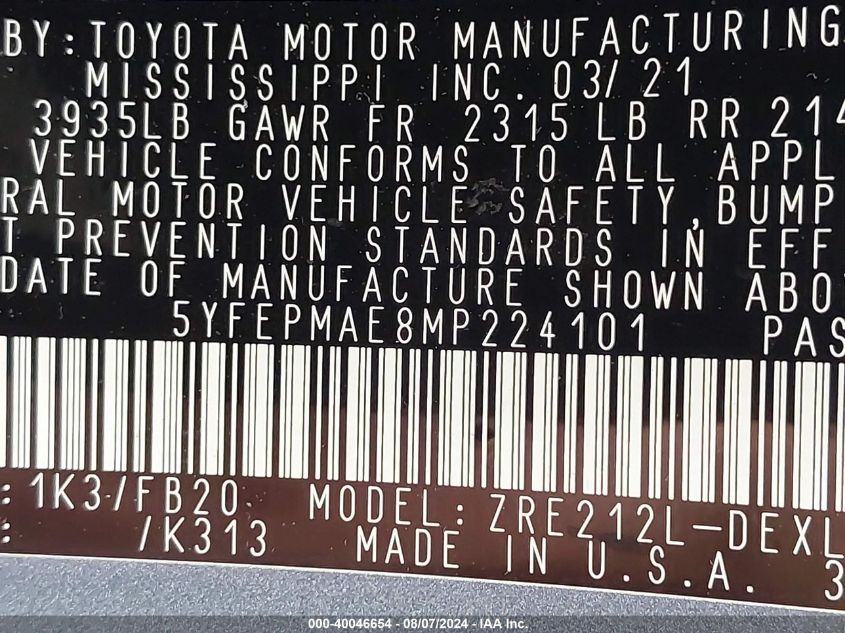 BY: TOYOTA MOTOR MANUFACTURING
MISSISSIPPI INC. 03/21
3935LB GAWR FR 2315 LB RR 214
VEHICLE CONFORMS TO ALL APPL
RAL MOTOR VEHICLE SAFETY, BUMP
T PREVENTION STANDARDS IN EFF
DATE OF MANUFACTURE SHOWN ABO
5YFEPMAE8MP224101 PAS
: 1K3/FB20 MODEL: ZRE212L-DEXL
: /K313 MADE IN U.S.A. 3
000-40046654 - 08/07/2024 - IAA Inc.